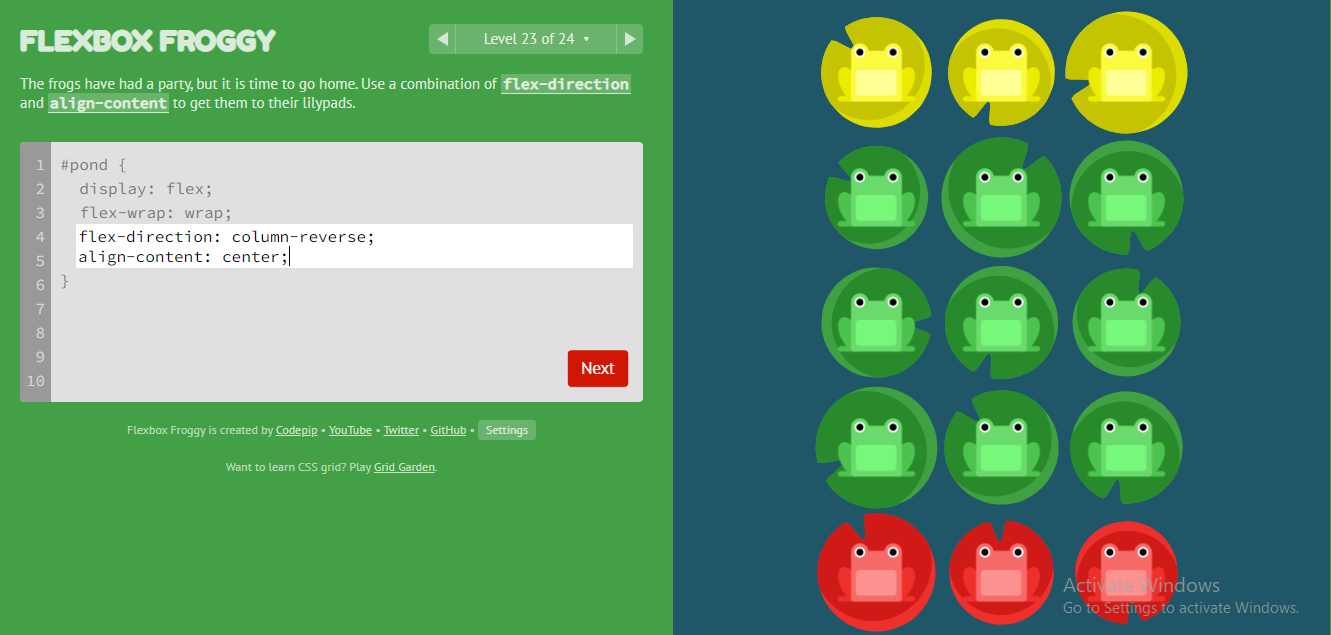 FLEXBOX FROGGY
Level 23 of 24
The frogs have had a party, but it is time to go home. Use a combination of flex-direction
and align-content to get them to their lilypads.
1 #pond {
2 display: flex;
3 flex-wrap: wrap;
4 flex-direction: column-reverse;
5 align-content: center;
6 }
7
8
9
10
Next
Flexbox Froggy is created by Codepip • YouTube • Twitter • GitHub • Settings
Want to learn CSS grid? Play Grid Garden.
Activate Windows
Go to Settings to activate Windows.